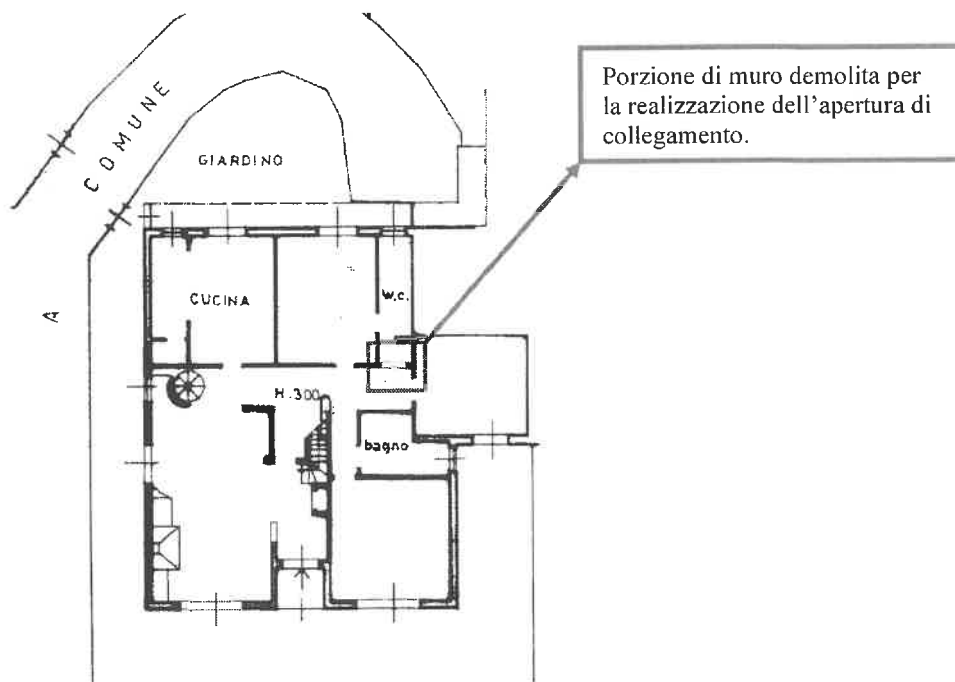 Porzione di muro demolita per
la realizzazione dell'apertura di
collegamento.
COMUNE
GIARDINO
A
CUCINA
W.C.
H.300
bagno